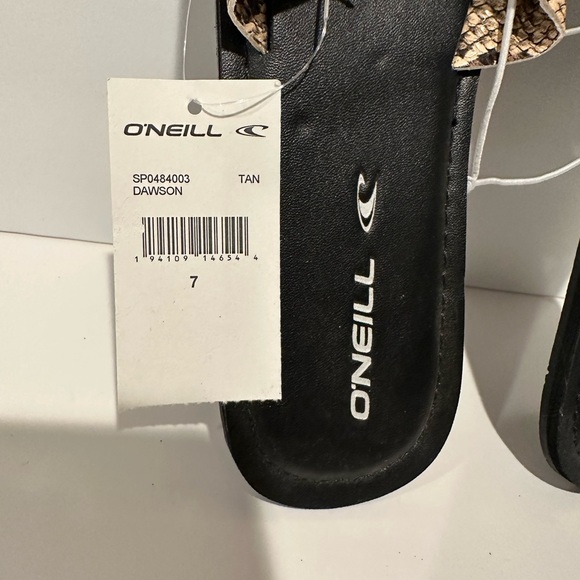 O'NEILL
SP0484003 TAN
DAWSON
1 94109 14654 4
7
O'NEILL